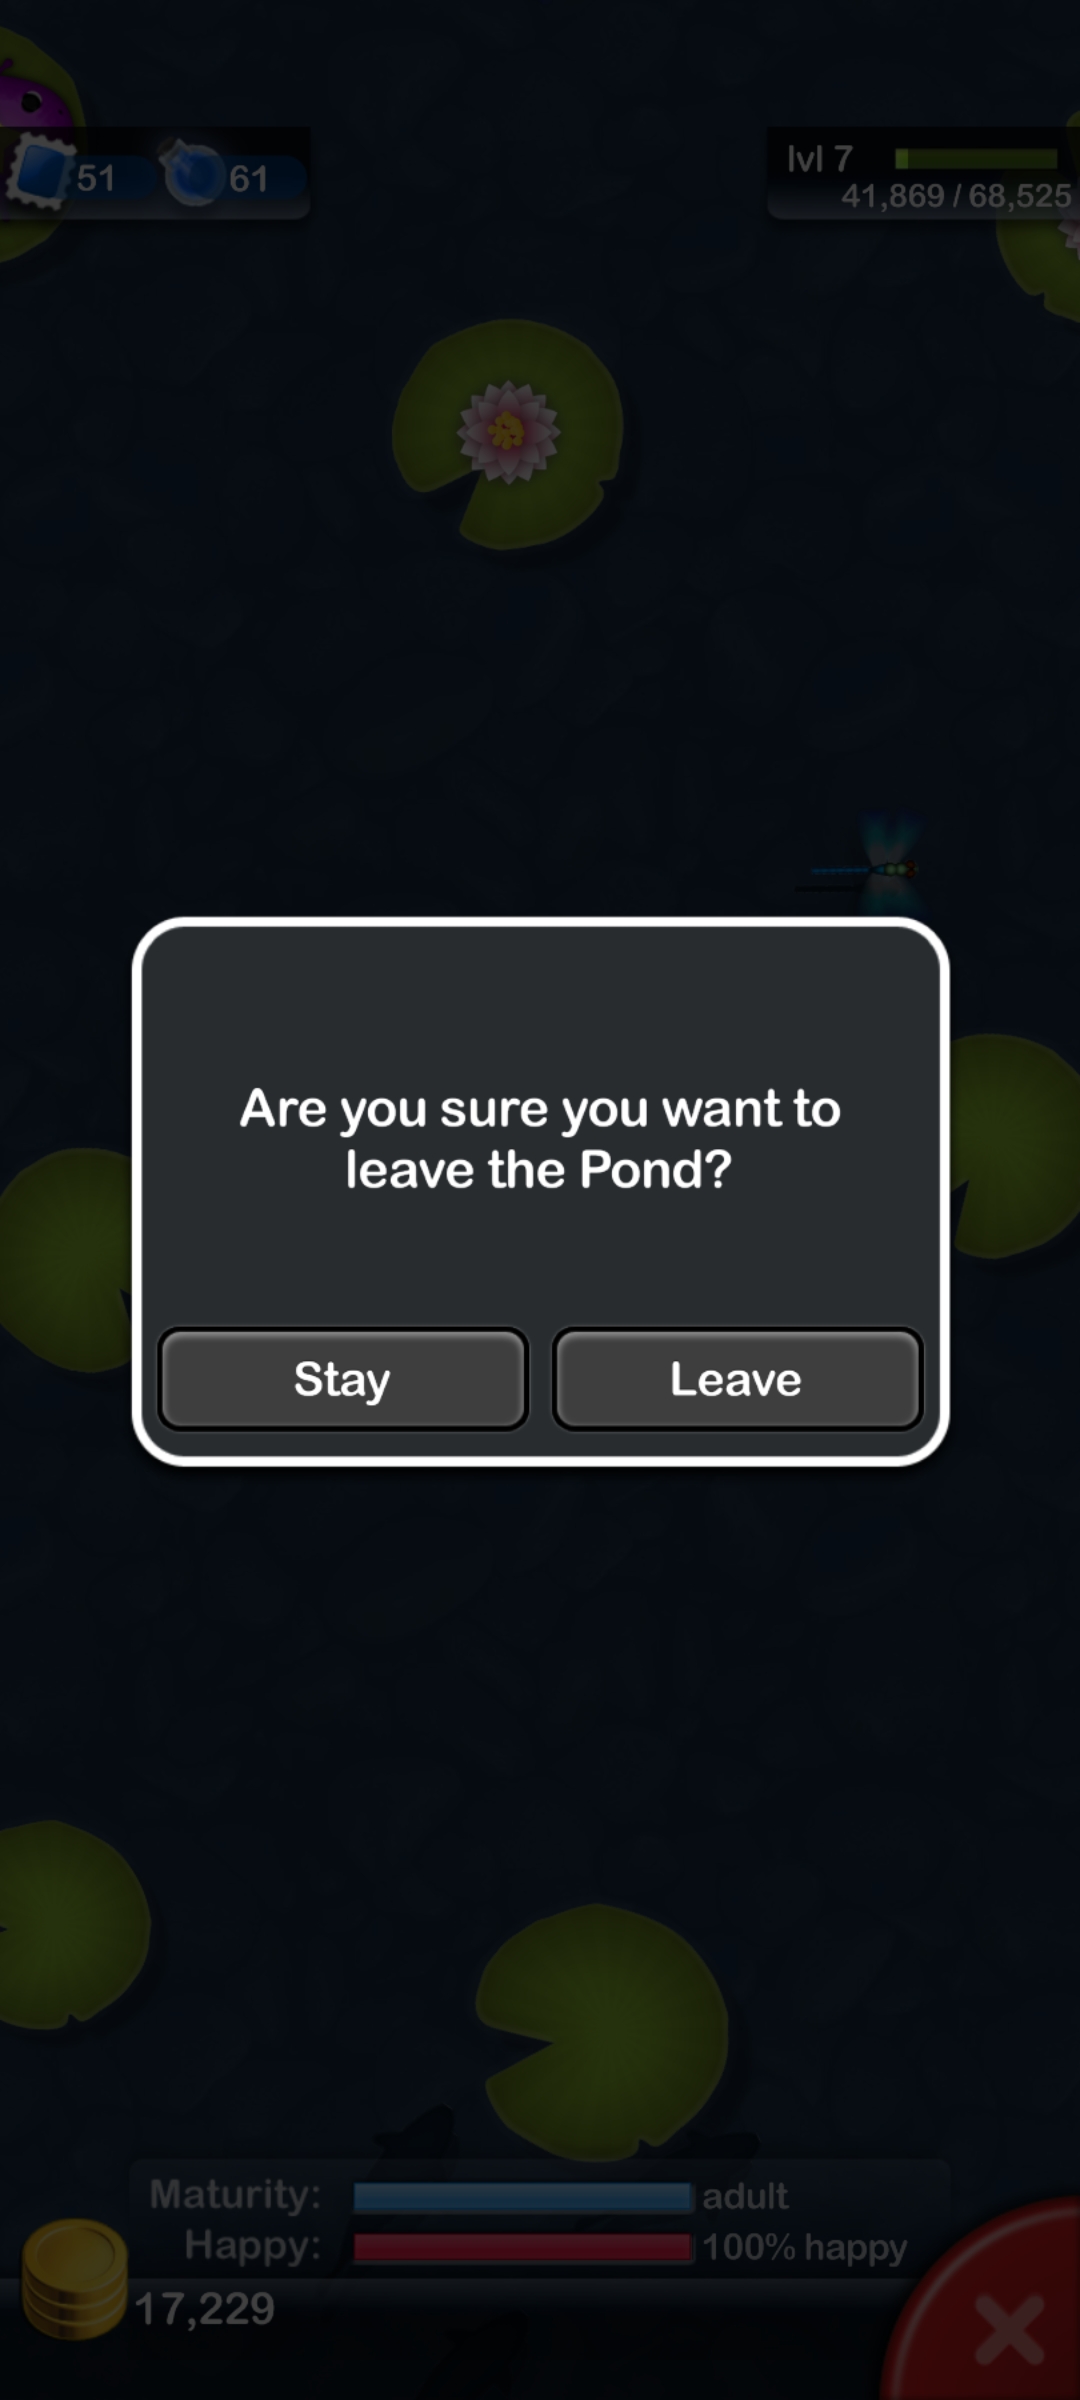 51
61
lvl 7
41,869 / 68,525
Are you sure you want to
leave the Pond?
Stay
Leave
Maturity:
adult
Happy:
100% happy
17,229